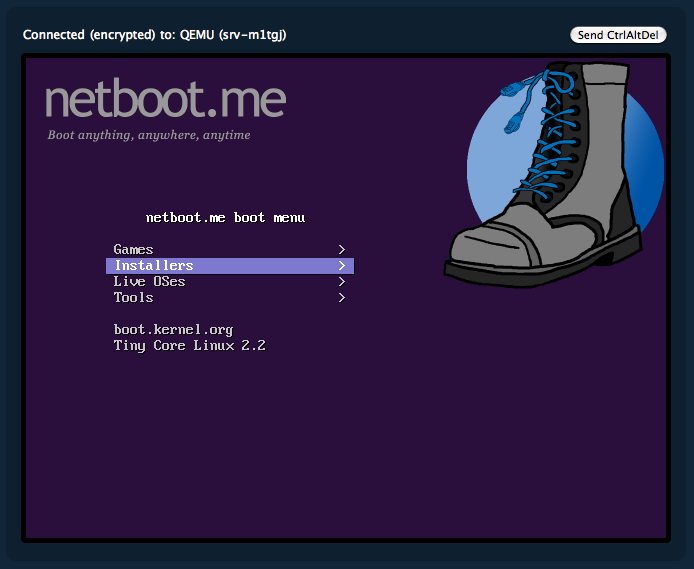 Connected (encrypted) to: QEMU (srv-m1tgj)
Send CtrlAltDel
netboot.me
Boot anything, anywhere, anytime
netboot.me boot menu
Games >
Installers >
Live OSes >
Tools >
boot.kernel.org
Tiny Core Linux 2.2